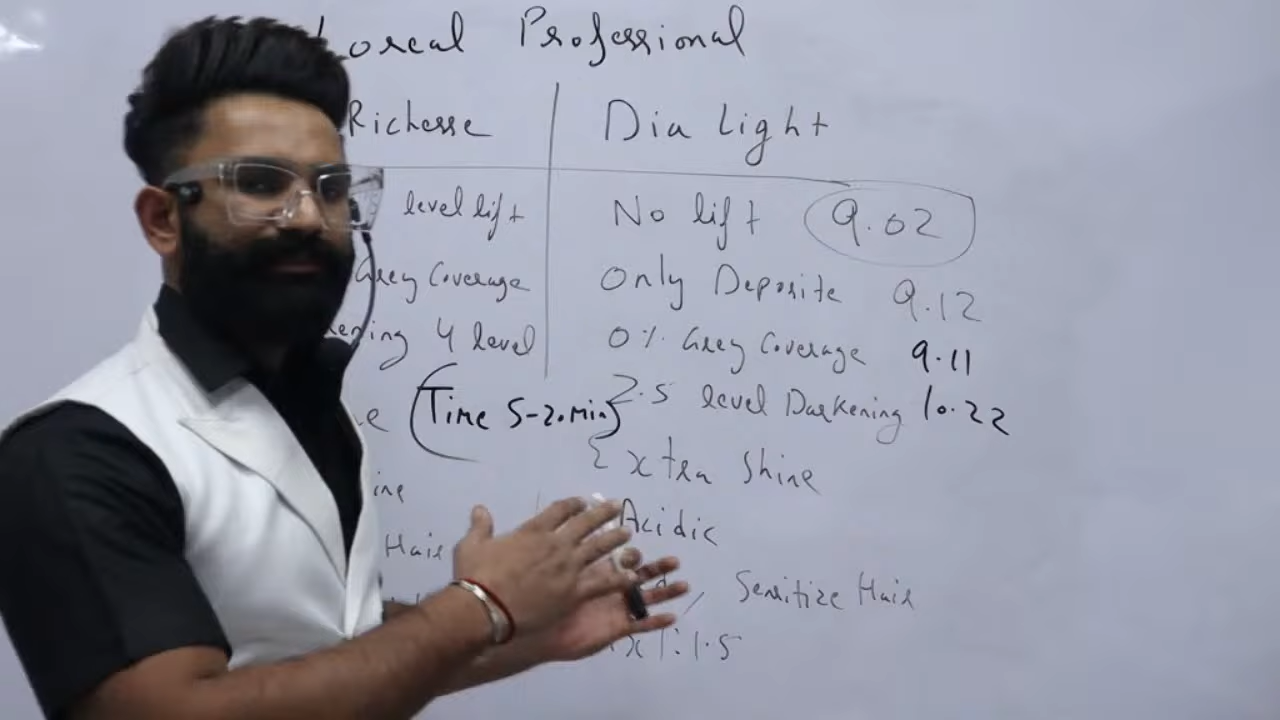 Loreal Professional
Richesse Dia light
level lift No lift 9.02
Grey Coverage Only Deposite 9.12
ening 4 level 0% Grey Coverage 9.11
(Time 5-20 min) 2.5 level Darkening 10.22
Extra Shine
ine Acidic
Hair Sensitize Hair
1:1.5